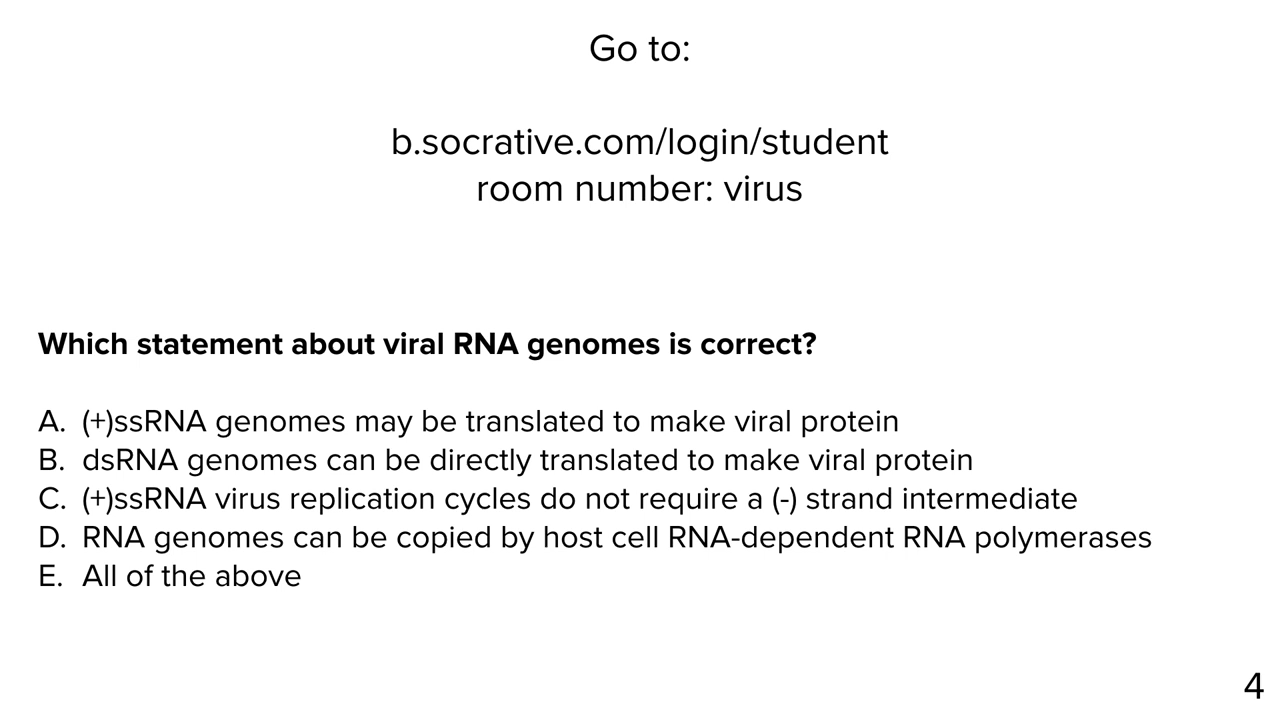 Go to:
b.socrative.com/login/student
room number: virus
Which statement about viral RNA genomes is correct?
A. (+)ssRNA genomes may be translated to make viral protein
B. dsRNA genomes can be directly translated to make viral protein
C. (+)ssRNA virus replication cycles do not require a (-) strand intermediate
D. RNA genomes can be copied by host cell RNA-dependent RNA polymerases
E. All of the above
4